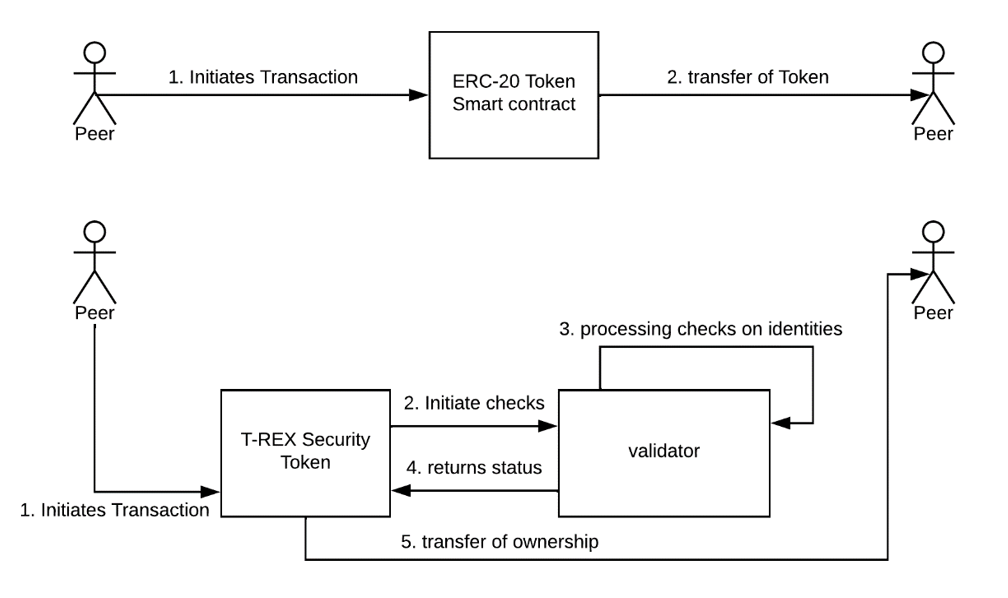 1. Initiates Transaction
ERC-20 Token
Smart contract
2. transfer of Token
Peer
Peer
Peer
Peer
3. processing checks on identities
2. Initiate checks
T-REX Security
Token
validator
4. returns status
1. Initiates Transaction
5. transfer of ownership